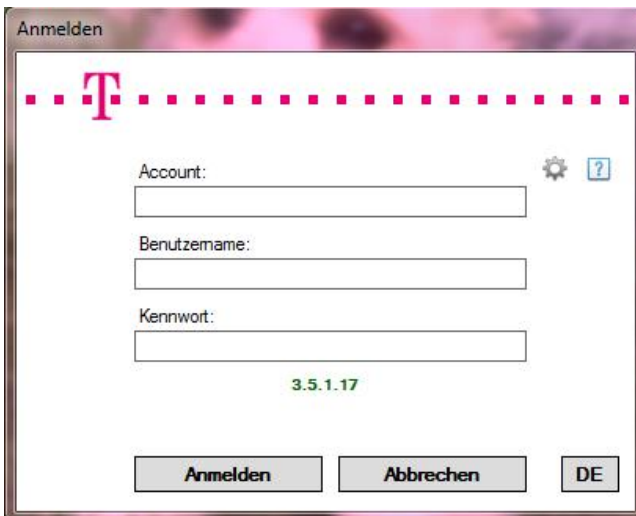 Anmelden
T
Account:
?
Benutzername:
Kennwort:
3.5.1.17
Anmelden Abbrechen DE